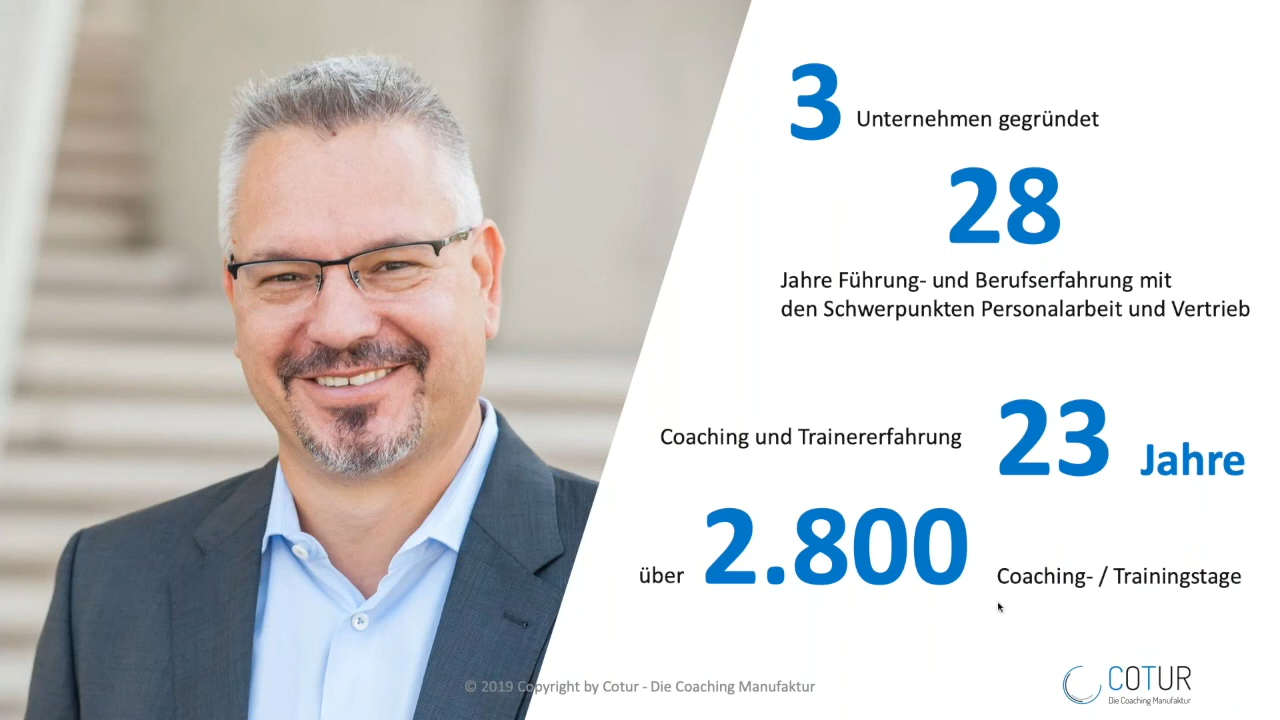 3 Unternehmen gegründet
28
Jahre Führung- und Berufserfahrung mit
den Schwerpunkten Personalarbeit und Vertrieb
Coaching und Trainererfahrung 23 Jahre
über 2.800 Coaching- / Trainingstage
© 2019 Copyright by Cotur - Die Coaching Manufaktur
COTUR
Die Coaching Manufaktur